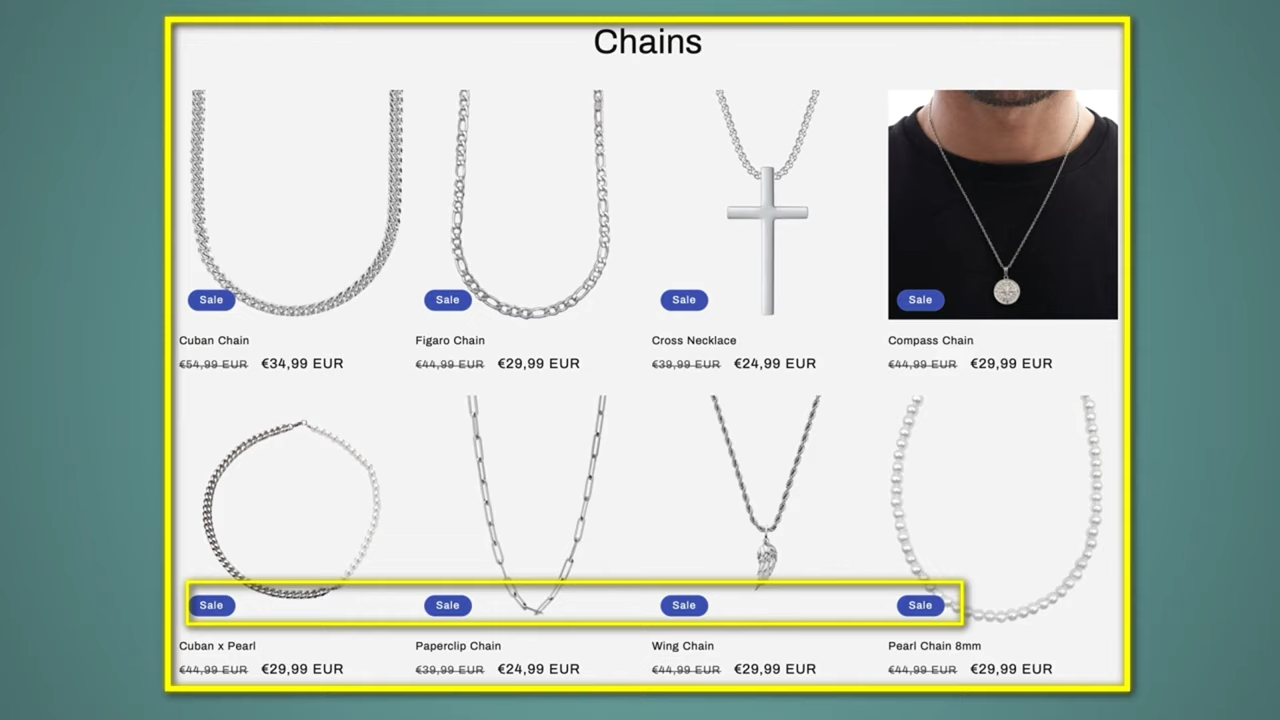 Chains
Sale Sale Sale Sale
Cuban Chain Figaro Chain Cross Necklace Compass Chain
€54,99 EUR €34,99 EUR €44,99 EUR €29,99 EUR €39,99 EUR €24,99 EUR €44,99 EUR €29,99 EUR
Sale Sale Sale Sale
Cuban x Pearl Paperclip Chain Wing Chain Pearl Chain 8mm
€44,99 EUR €29,99 EUR €39,99 EUR €24,99 EUR €44,99 EUR €29,99 EUR €44,99 EUR €29,99 EUR